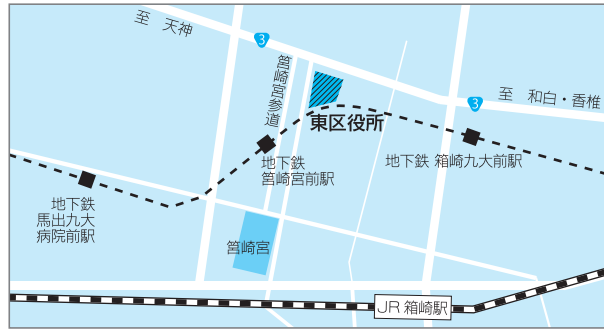 至 天神
3
筥崎宮参道
3
至 和白・香椎
東区役所
地下鉄
筥崎宮前駅
地下鉄 箱崎九大前駅
地下鉄
馬出九大
病院前駅
筥崎宮
JR 箱崎駅